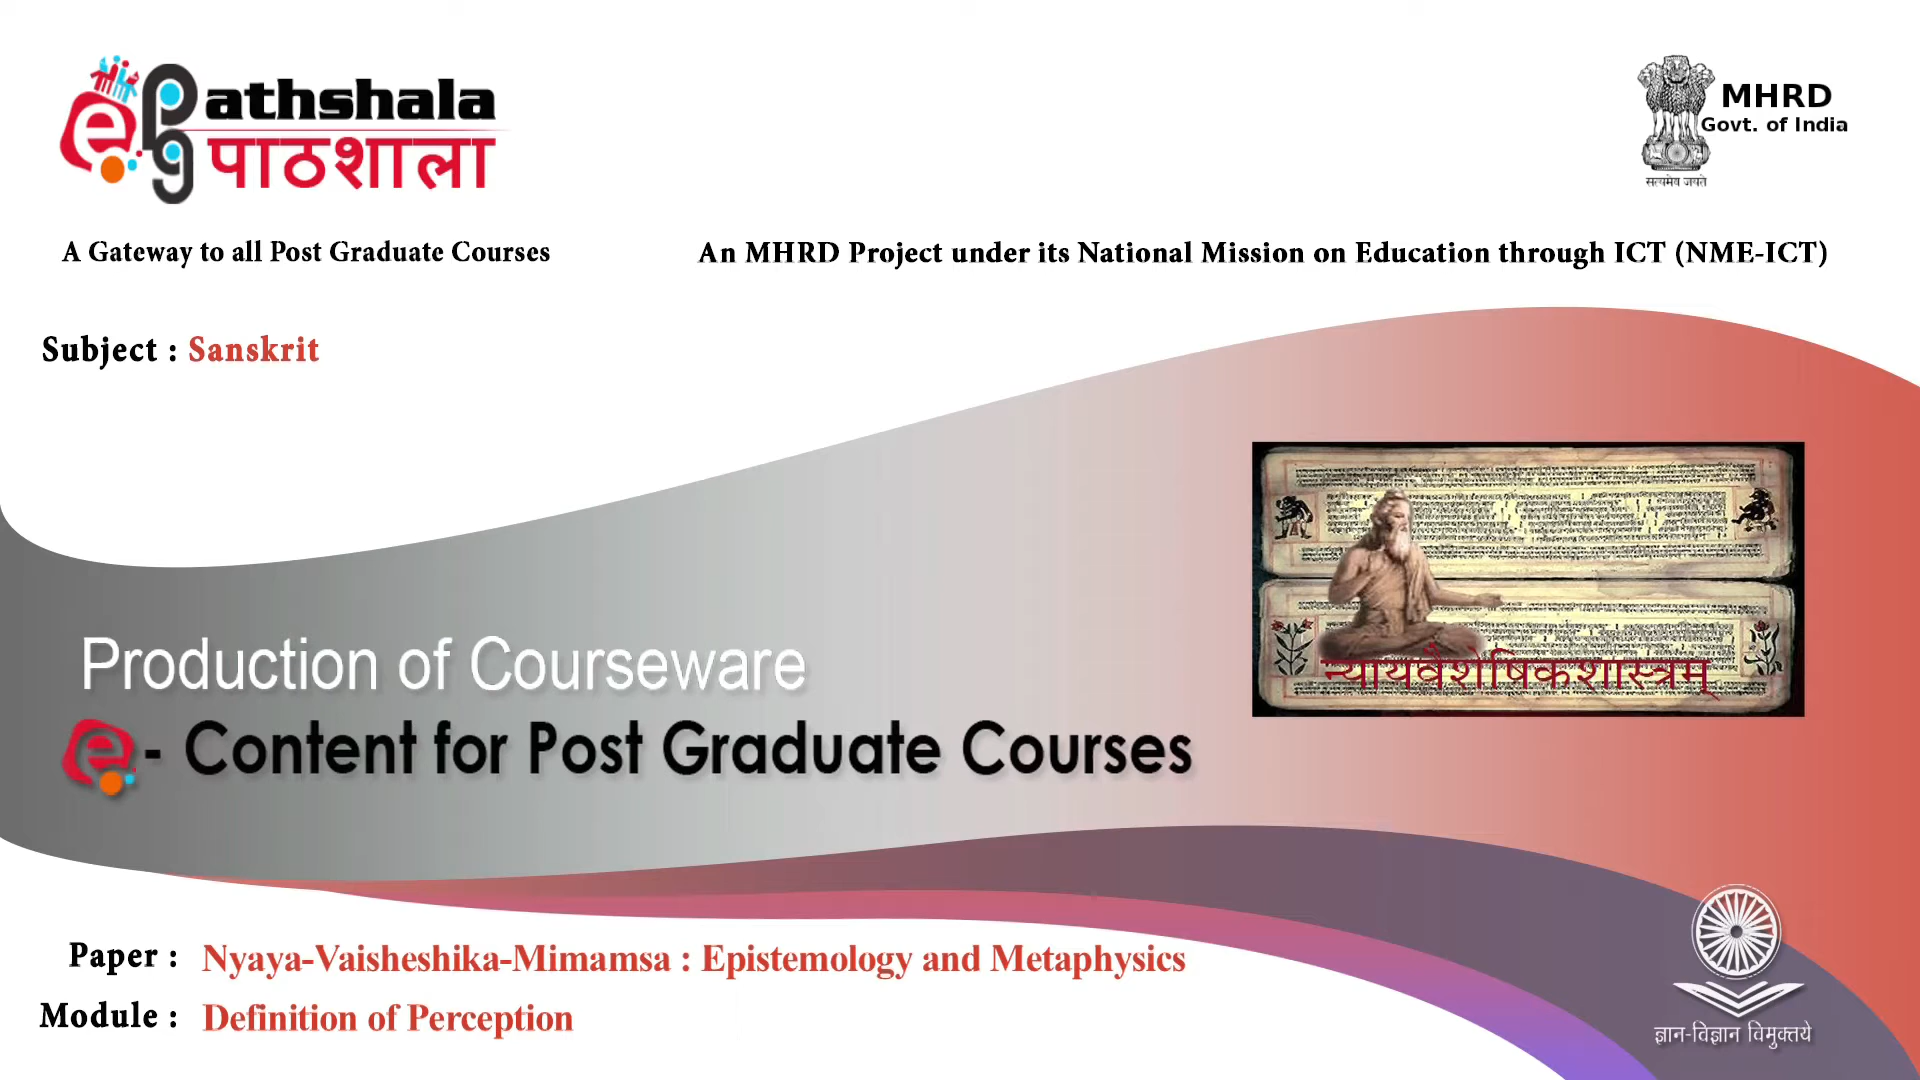 e pg Pathshala
पाठशाला
MHRD
Govt. of India
सत्यमेव जयते
A Gateway to all Post Graduate Courses
An MHRD Project under its National Mission on Education through ICT (NME-ICT)
Subject : Sanskrit
न्यायवैशेषिकशास्त्रम्
Production of Courseware
e - Content for Post Graduate Courses
Paper : Nyaya-Vaisheshika-Mimamsa : Epistemology and Metaphysics
Module : Definition of Perception
ज्ञान-विज्ञान विमुक्तये